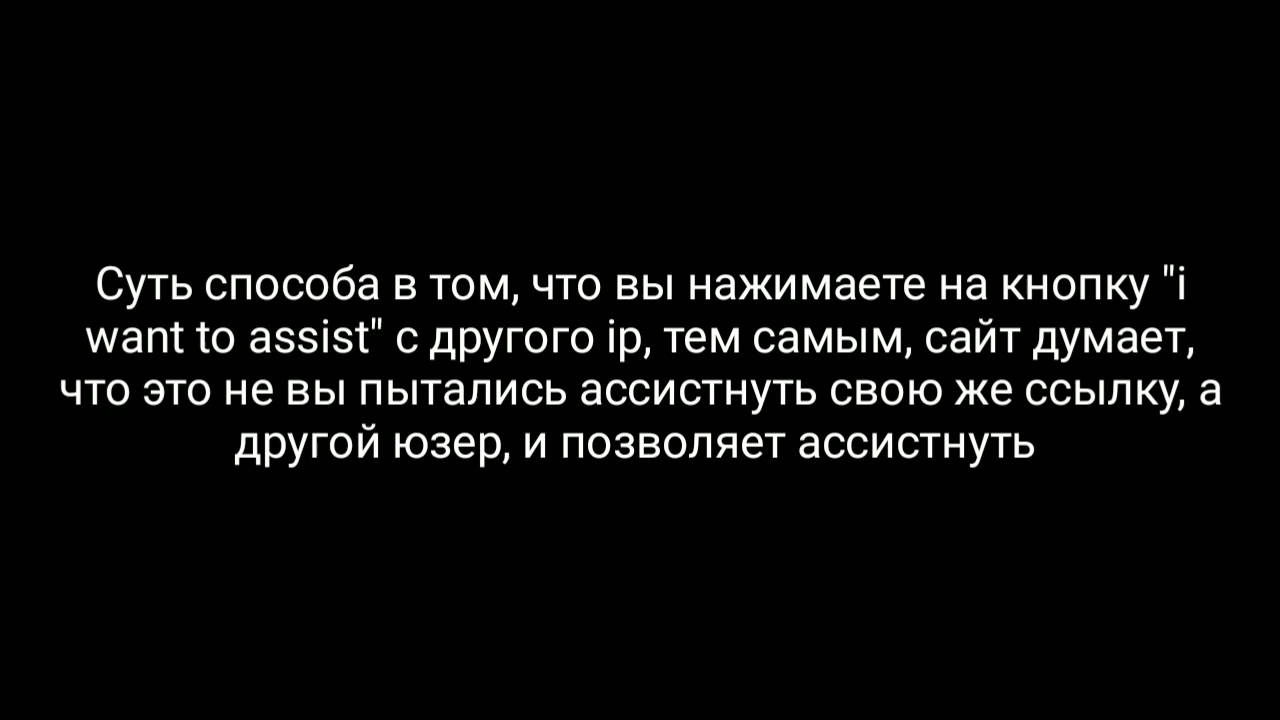 Суть способа в том, что вы нажимаете на кнопку "i
want to assist" с другого ip, тем самым, сайт думает,
что это не вы пытались ассистнуть свою же ссылку, а
другой юзер, и позволяет ассистнуть